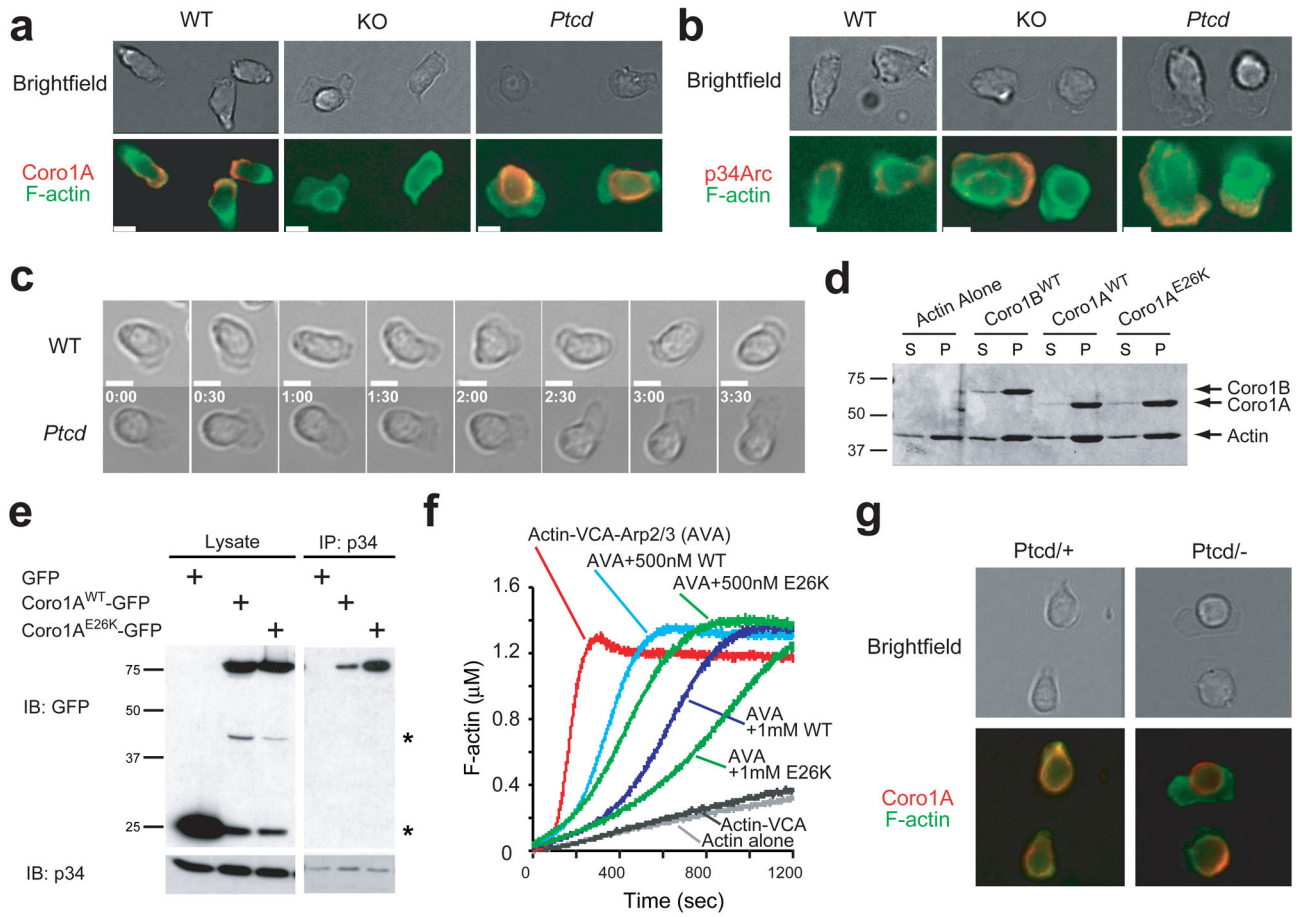 a
WT KO Ptcd
Brightfield
Coro1A
F-actin
b
WT KO Ptcd
Brightfield
p34Arc
F-actin
c
WT
0:00 0:30 1:00 1:30 2:00 2:30 3:00 3:30
Ptcd
d
Actin Alone Coro1B^WT Coro1A^WT Coro1A^E26K
S P S P S P S P
75
50
37
Coro1B
Coro1A
Actin
e
Lysate IP: p34
GFP + +
Coro1A^WT-GFP + +
Coro1A^E26K-GFP + +
IB: GFP
75
50
37
25
*
*
IB: p34
f
Actin-VCA-Arp2/3 (AVA)
AVA+500nM WT
AVA+500nM E26K
AVA
+1mM WT
AVA
+1mM E26K
Actin-VCA
Actin alone
F-actin (μM)
1.6
1.2
0.8
0.4
0
0 400 800 1200
Time (sec)
g
Ptcd/+ Ptcd/-
Brightfield
Coro1A
F-actin